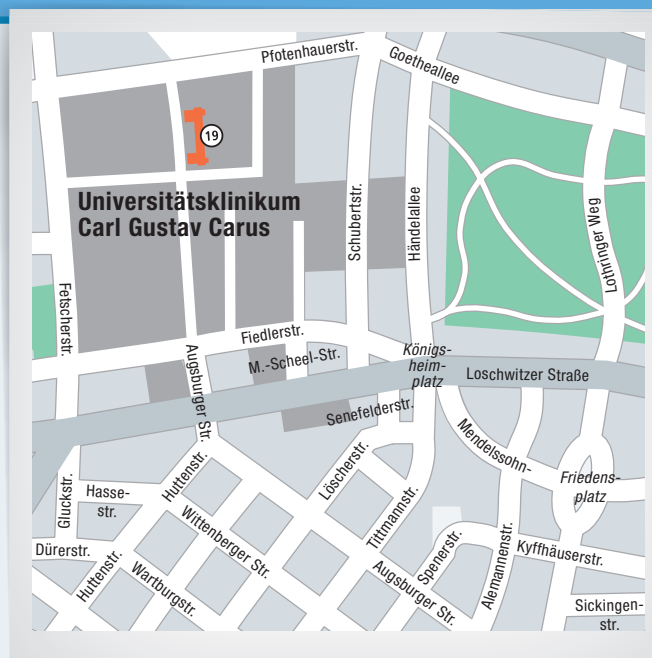 Pfotenhauerstr.
Goetheallee
19
Universitätsklinikum
Carl Gustav Carus
Schubertstr.
Händelallee
Lothringer Weg
Fetscherstr.
Augsburger Str.
Fiedlerstr.
M.-Scheel-Str.
Königs-
heim-
platz
Loschwitzer Straße
Senefelderstr.
Mendelssohn-
Friedens-
platz
Löscherstr.
Tittmannstr.
Huttenstr.
Gluckstr.
Hasse-
str.
Wittenberger Str.
Dürerstr.
Huttenstr.
Wartburgstr.
Augsburger Str.
Spenerstr.
Alemannenstr.
Kyffhäuserstr.
Sickingen-
str.